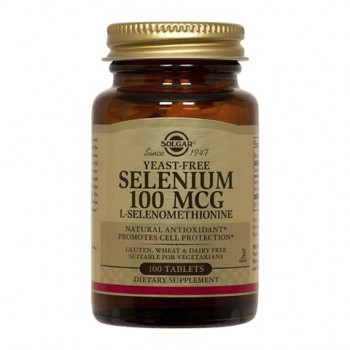 SOLGAR®
Since 1947
YEAST-FREE
SELENIUM
100 MCG
L-SELENOMETHIONINE
NATURAL ANTIOXIDANT*
PROMOTES CELL PROTECTION*
GLUTEN, WHEAT & DAIRY FREE
SUITABLE FOR VEGETARIANS
100 TABLETS
DIETARY SUPPLEMENT